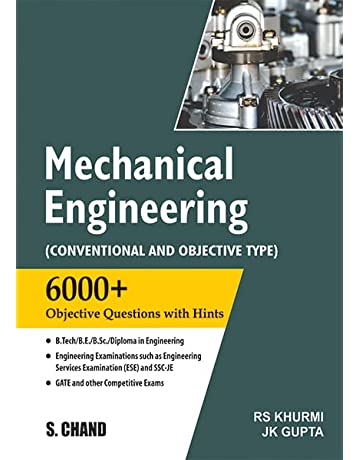 Mechanical
Engineering
(CONVENTIONAL AND OBJECTIVE TYPE)
6000+
Objective Questions with Hints
• B.Tech/B.E./B.Sc./Diploma in Engineering
• Engineering Examinations such as Engineering
Services Examination (ESE) and SSC-JE
• GATE and other Competitive Exams
S. CHAND
RS KHURMI
JK GUPTA